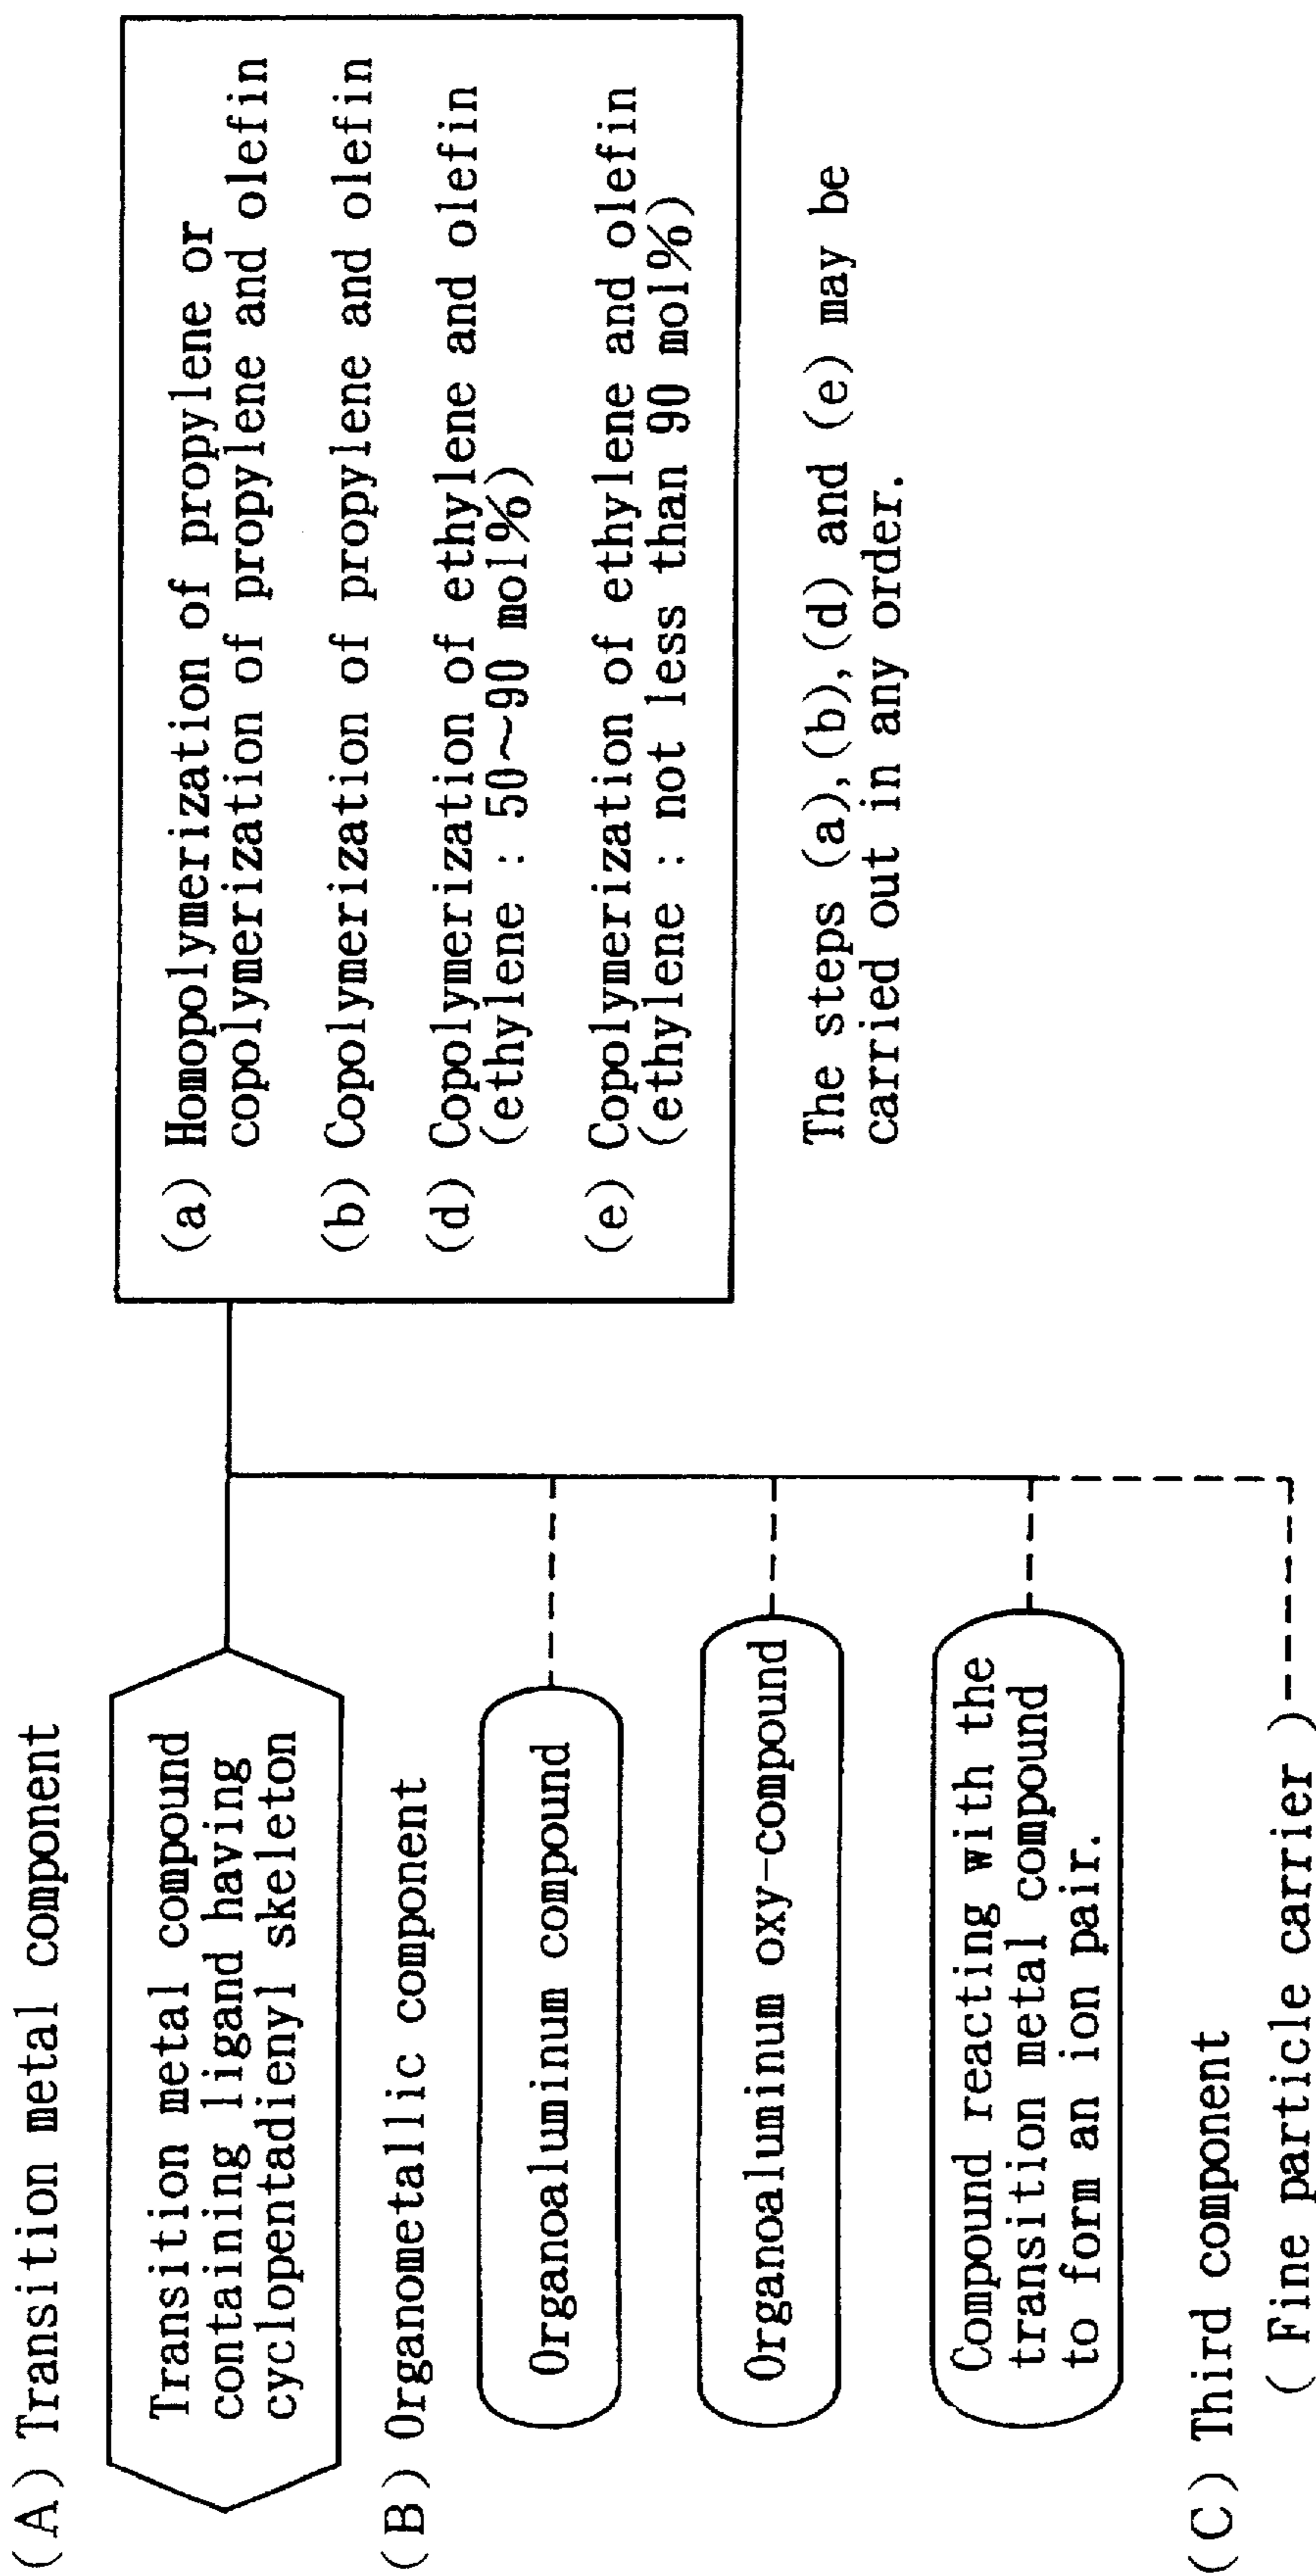 (A) Transition metal component
Transition metal compound
containing ligand having
cyclopentadienyl skeleton
(B) Organometallic component
Organoaluminum compound
Organoaluminum oxy-compound
Compound reacting with the
transition metal compound
to form an ion pair.
(C) Third component
(Fine particle carrier)
(a) Homopolymerization of propylene or
copolymerization of propylene and olefin
(b) Copolymerization of propylene and olefin
(d) Copolymerization of ethylene and olefin
(ethylene : 50~90 mol%)
(e) Copolymerization of ethylene and olefin
(ethylene : not less than 90 mol%)
The steps (a), (b), (d) and (e) may be
carried out in any order.